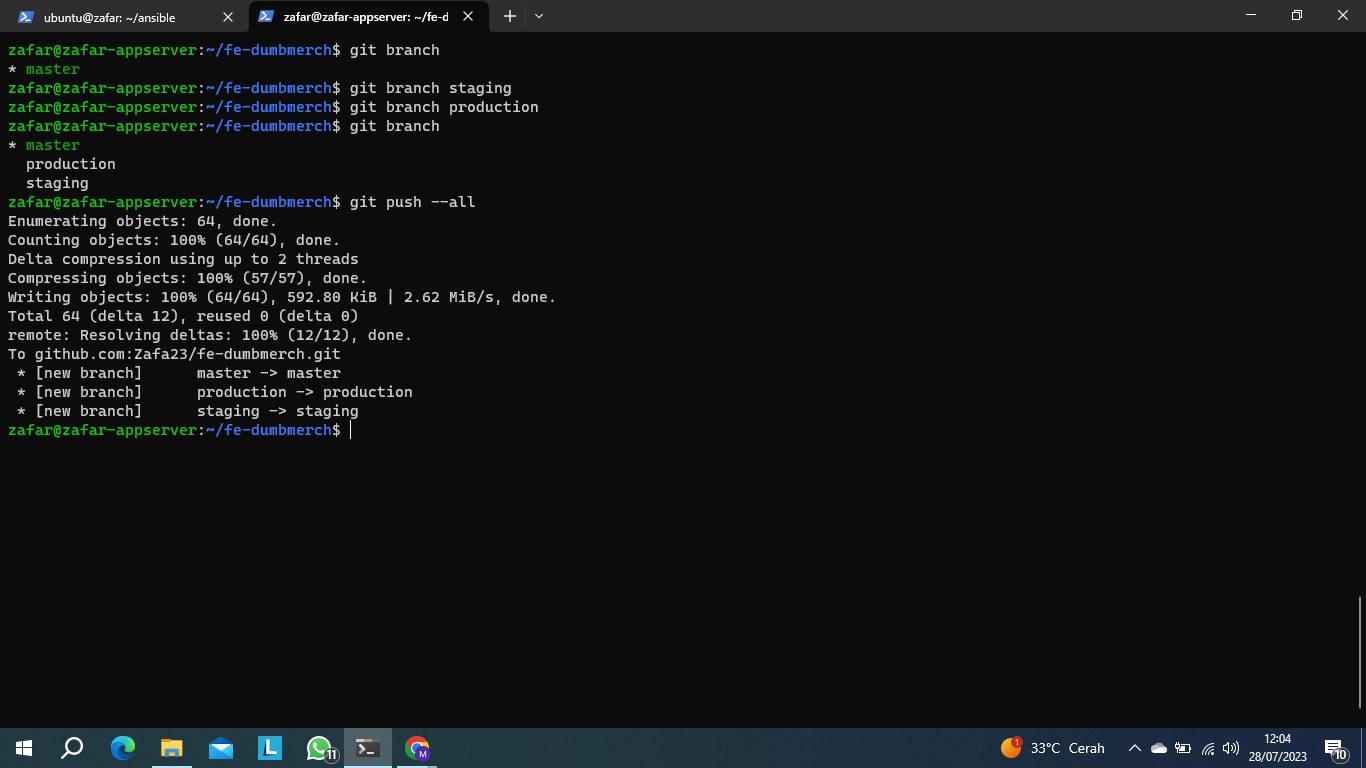 ubuntu@zafar: ~/ansible
zafar@zafar-appserver: ~/fe-d
zafar@zafar-appserver:~/fe-dumbmerch$ git branch
* master
zafar@zafar-appserver:~/fe-dumbmerch$ git branch staging
zafar@zafar-appserver:~/fe-dumbmerch$ git branch production
zafar@zafar-appserver:~/fe-dumbmerch$ git branch
* master
  production
  staging
zafar@zafar-appserver:~/fe-dumbmerch$ git push --all
Enumerating objects: 64, done.
Counting objects: 100% (64/64), done.
Delta compression using up to 2 threads
Compressing objects: 100% (57/57), done.
Writing objects: 100% (64/64), 592.80 KiB | 2.62 MiB/s, done.
Total 64 (delta 12), reused 0 (delta 0)
remote: Resolving deltas: 100% (12/12), done.
To github.com:Zafa23/fe-dumbmerch.git
 * [new branch]      master -> master
 * [new branch]      production -> production
 * [new branch]      staging -> staging
zafar@zafar-appserver:~/fe-dumbmerch$
L
11
M
1
33°C Cerah
12:04
28/07/2023
10